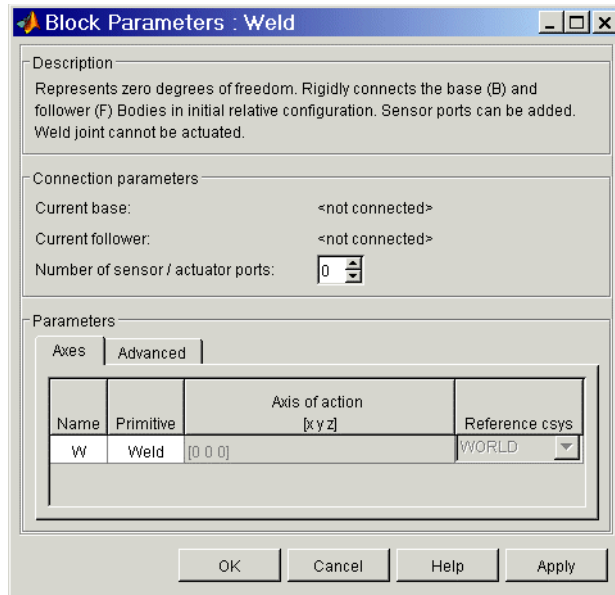 Block Parameters : Weld
Description
Represents zero degrees of freedom. Rigidly connects the base (B) and
follower (F) Bodies in initial relative configuration. Sensor ports can be added.
Weld joint cannot be actuated.
Connection parameters
Current base: <not connected>
Current follower: <not connected>
Number of sensor / actuator ports: 0
Parameters
Axes Advanced
Axis of action
Name Primitive [x y z] Reference csys
W Weld [0 0 0] WORLD
OK Cancel Help Apply